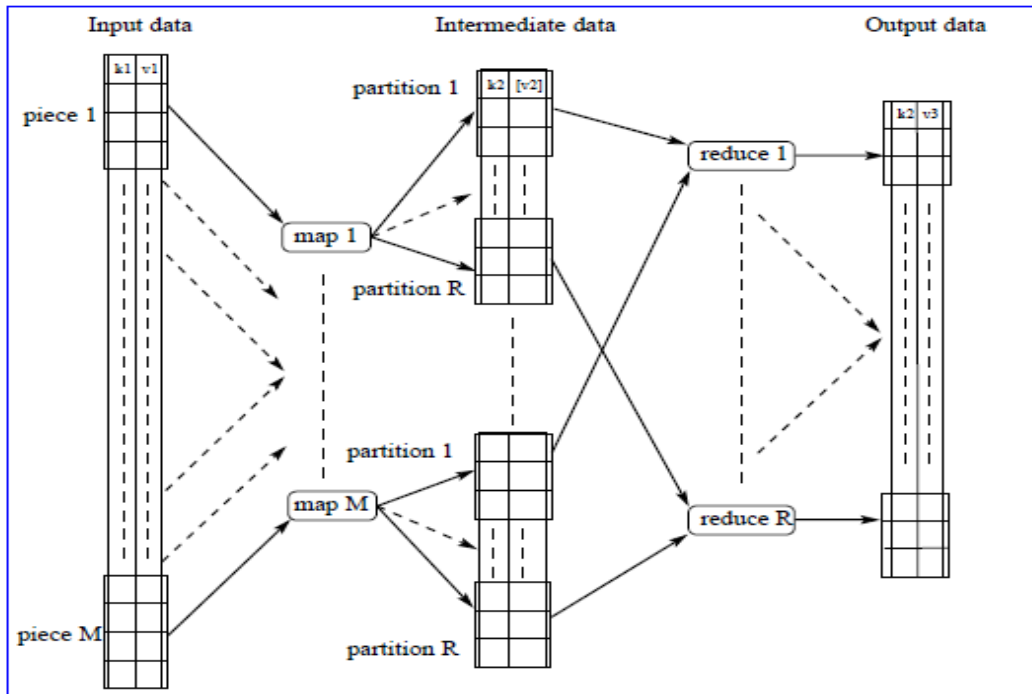 Input data
Intermediate data
Output data
k1 v1
piece 1
partition 1
k2 [v2]
k2 v3
reduce 1
map 1
partition R
partition 1
map M
reduce R
piece M
partition R